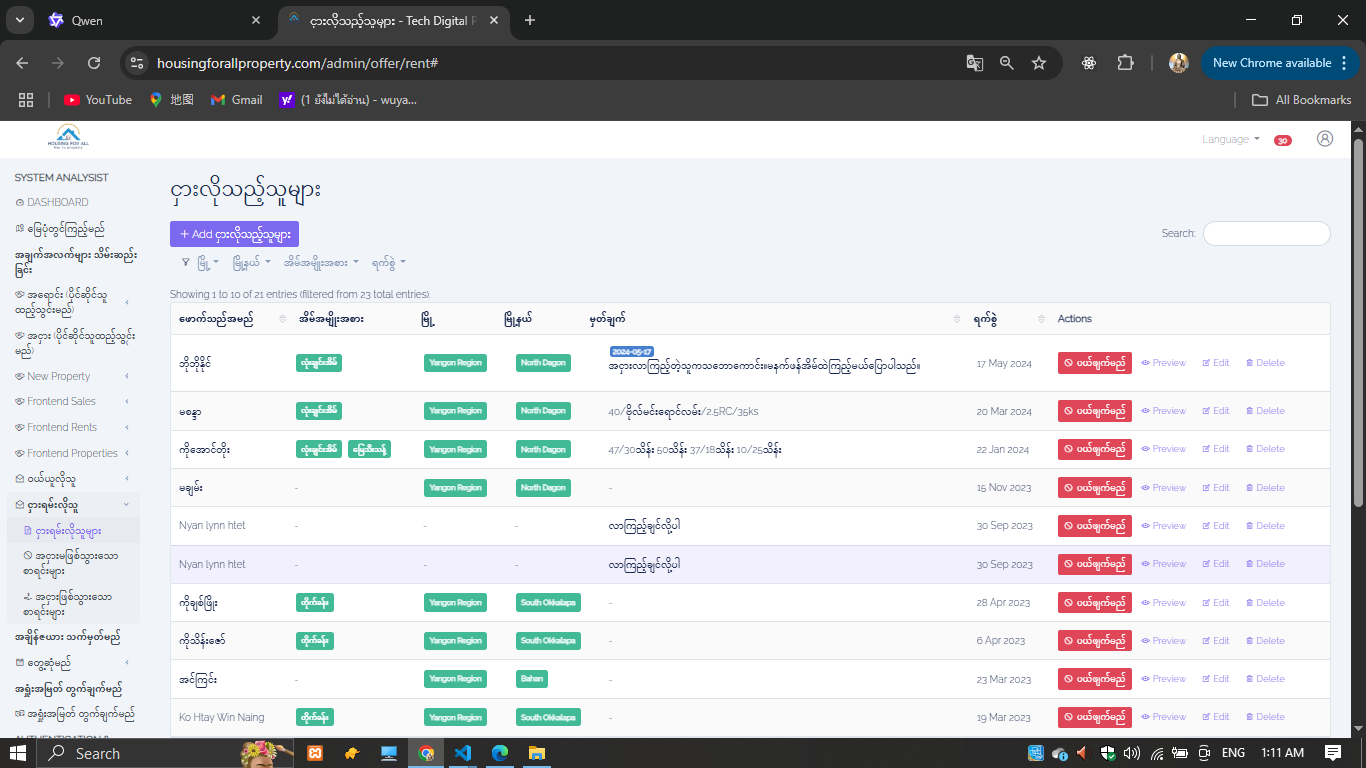 Qwen
ငှားလိုသည့်သူများ - Tech Digital P
housingforallproperty.com/admin/offer/rent#
New Chrome available
YouTube
地图
Gmail
(1 ยังไม่ได้อ่าน) - wuya...
All Bookmarks
HOUSING FOR ALL
Language
30
SYSTEM ANALYSIST
DASHBOARD
မြေပုံတွင်ကြည့်မည်
အချက်အလက်များ သိမ်းဆည်း
ခြင်း
အရောင်း (ပိုင်ဆိုင်သူ
ထည့်သွင်းမည်)
အငှား (ပိုင်ဆိုင်သူထည့်သွင်း
မည်)
New Property
Frontend Sales
Frontend Rents
Frontend Properties
ဝယ်ယူလိုသူ
ငှားရမ်းလိုသူ
ငှားရမ်းလိုသူများ
အငှားမဖြစ်သွားသော
စာရင်းများ
အငှားဖြစ်သွားသော
စာရင်းများ
အချိန်ဇယား သက်မှတ်မည်
တွေ့ဆုံမည်
အရှုံးအမြတ် တွက်ချက်မည်
အရှုံးအမြတ် တွက်ချက်မည်
ငှားလိုသည့်သူများ
+ Add ငှားလိုသည့်သူများ
Search:
မြို့ မြို့နယ် အိမ်အမျိုးအစား ရက်စွဲ
Showing 1 to 10 of 21 entries (filtered from 23 total entries).
ဖောက်သည်အမည် အိမ်အမျိုးအစား မြို့ မြို့နယ် မှတ်ချက် ရက်စွဲ Actions
2024-05-17
ဘိုဘိုနိုင် လုံးချင်းအိမ် Yangon Region North Dagon အငှားလာကြည့်တဲ့သူကသဘောကောင်း။မနက်ဖန်အိမ်ထဲကြည့်မယ်ပြောပါသည်။ 17 May 2024 ပယ်ဖျက်မည် Preview Edit Delete
မစန္ဒာ လုံးချင်းအိမ် Yangon Region North Dagon 40/ဗိုလ်မင်းရောင်လမ်း/2.5RC/35ks 20 Mar 2024 ပယ်ဖျက်မည် Preview Edit Delete
ကိုအောင်တိုး လုံးချင်းအိမ် မြေသီးသန့် Yangon Region North Dagon 47/30သိန်း 50သိန်း 37/18သိန်း 10/25သိန်း 22 Jan 2024 ပယ်ဖျက်မည် Preview Edit Delete
မချမ်း - Yangon Region North Dagon - 15 Nov 2023 ပယ်ဖျက်မည် Preview Edit Delete
Nyan lynn htet - - - လာကြည့်ချင်လို့ပါ 30 Sep 2023 ပယ်ဖျက်မည် Preview Edit Delete
Nyan lynn htet - - - လာကြည့်ချင်လို့ပါ 30 Sep 2023 ပယ်ဖျက်မည် Preview Edit Delete
ကိုချစ်ဖြိုး တိုက်ခန်း Yangon Region South Okkalapa - 28 Apr 2023 ပယ်ဖျက်မည် Preview Edit Delete
ကိုသိန်းဇော် တိုက်ခန်း Yangon Region South Okkalapa - 6 Apr 2023 ပယ်ဖျက်မည် Preview Edit Delete
အင်ကြင်း - Yangon Region Bahan - 23 Mar 2023 ပယ်ဖျက်မည် Preview Edit Delete
Ko Htay Win Naing တိုက်ခန်း Yangon Region South Okkalapa - 19 Mar 2023 ပယ်ဖျက်မည် Preview Edit Delete
Search
ENG
1:11 AM